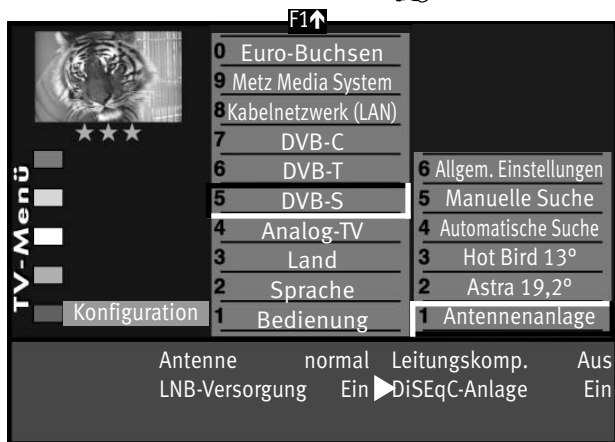 F1↑
0 Euro-Buchsen
9 Metz Media System
8 Kabelnetzwerk (LAN)
7 DVB-C
6 DVB-T
5 DVB-S
4 Analog-TV
3 Land
2 Sprache
1 Bedienung
6 Allgem. Einstellungen
5 Manuelle Suche
4 Automatische Suche
3 Hot Bird 13°
2 Astra 19,2°
1 Antennenanlage
TV-Menü
Konfiguration
Antenne normal Leitungskomp. Aus
LNB-Versorgung Ein ▶DiSEqC-Anlage Ein